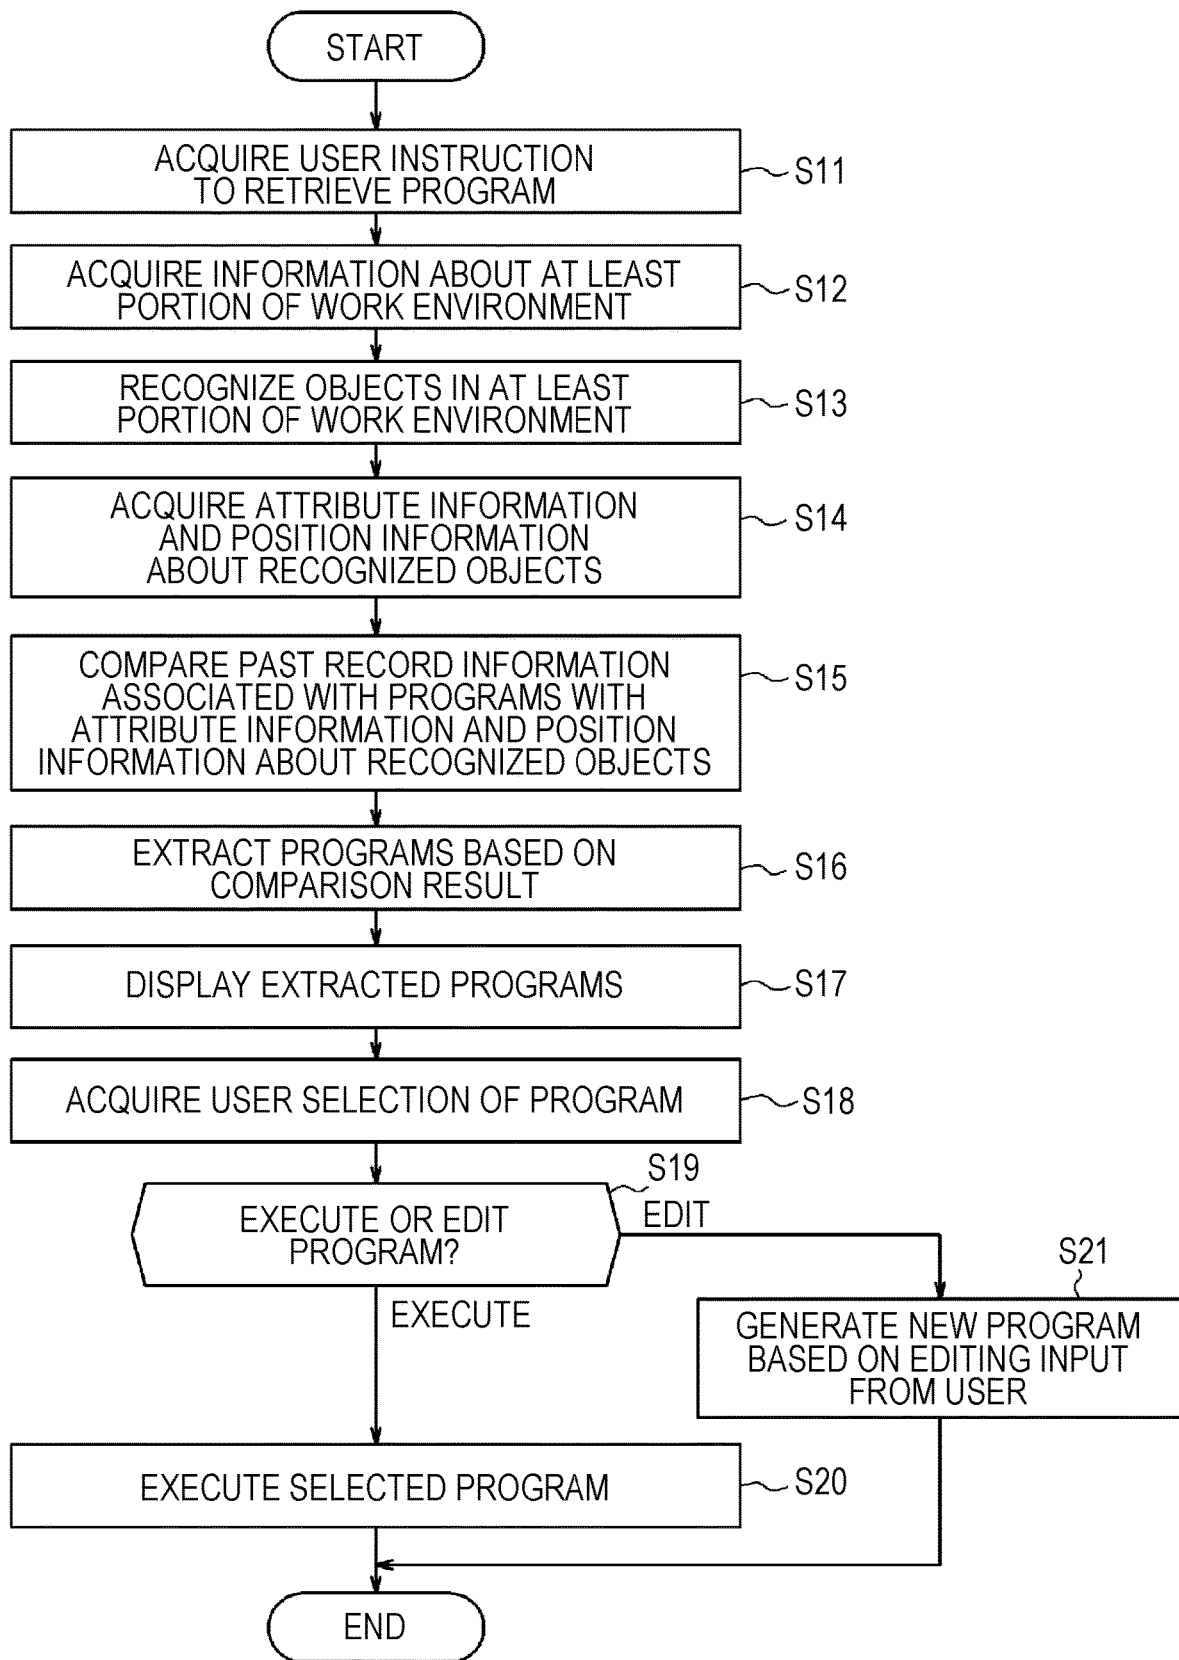 START
ACQUIRE USER INSTRUCTION
TO RETRIEVE PROGRAM
S11
ACQUIRE INFORMATION ABOUT AT LEAST
PORTION OF WORK ENVIRONMENT
S12
RECOGNIZE OBJECTS IN AT LEAST
PORTION OF WORK ENVIRONMENT
S13
ACQUIRE ATTRIBUTE INFORMATION
AND POSITION INFORMATION
ABOUT RECOGNIZED OBJECTS
S14
COMPARE PAST RECORD INFORMATION
ASSOCIATED WITH PROGRAMS WITH
ATTRIBUTE INFORMATION AND POSITION
INFORMATION ABOUT RECOGNIZED OBJECTS
S15
EXTRACT PROGRAMS BASED ON
COMPARISON RESULT
S16
DISPLAY EXTRACTED PROGRAMS
S17
ACQUIRE USER SELECTION OF PROGRAM
S18
S19
EXECUTE OR EDIT
PROGRAM?
EDIT
EXECUTE
S21
GENERATE NEW PROGRAM
BASED ON EDITING INPUT
FROM USER
EXECUTE SELECTED PROGRAM
S20
END